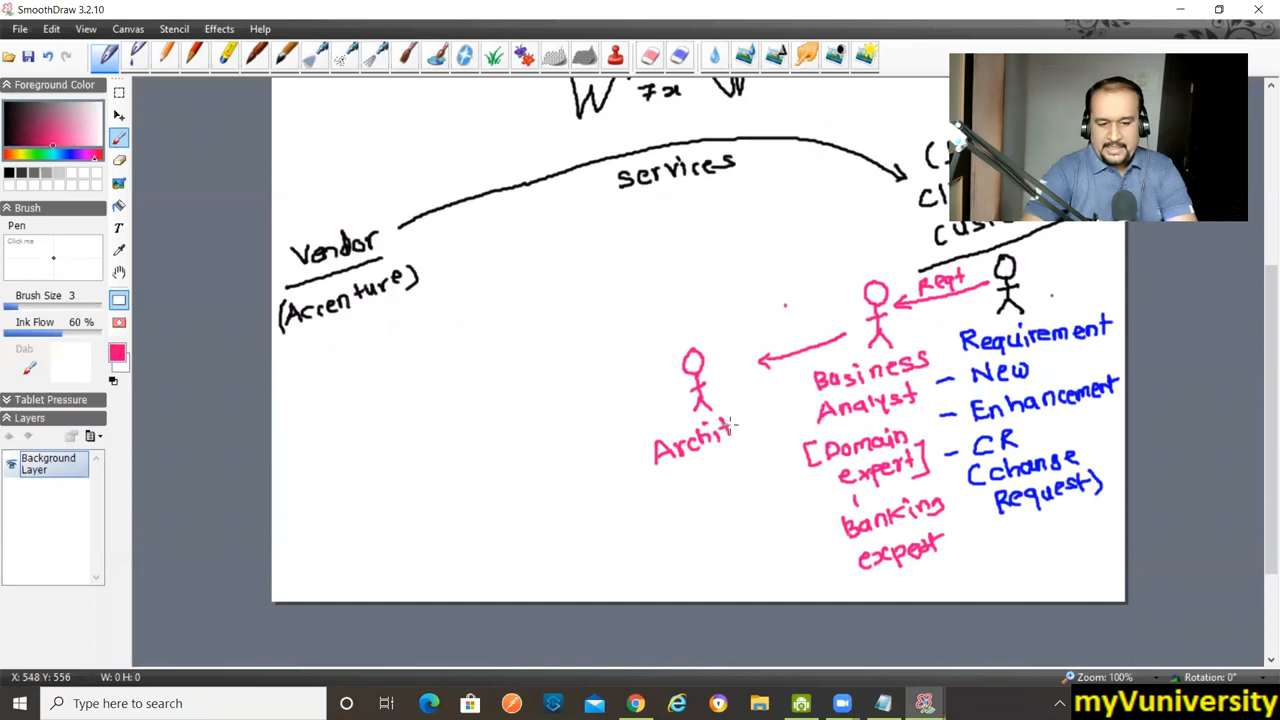 SmoothDraw 3.2.10
File Edit View Canvas Stencil Effects Help
Foreground Color
Brush
Pen
Click me
Brush Size 3
Ink Flow 60 %
Dab
Tablet Pressure
Layers
Background
Layer
W 7x W
services
Vendor
(Accenture)
Reqt
Business
Analyst
[Domain
expert]
Banking
expert
Archit
Requirement
- New
- Enhancement
- CR
(change
Request)
X: 548 Y: 556 W: 0 H: 0
Zoom: 100% Rotation: 0°
Type here to search
myVuniversity